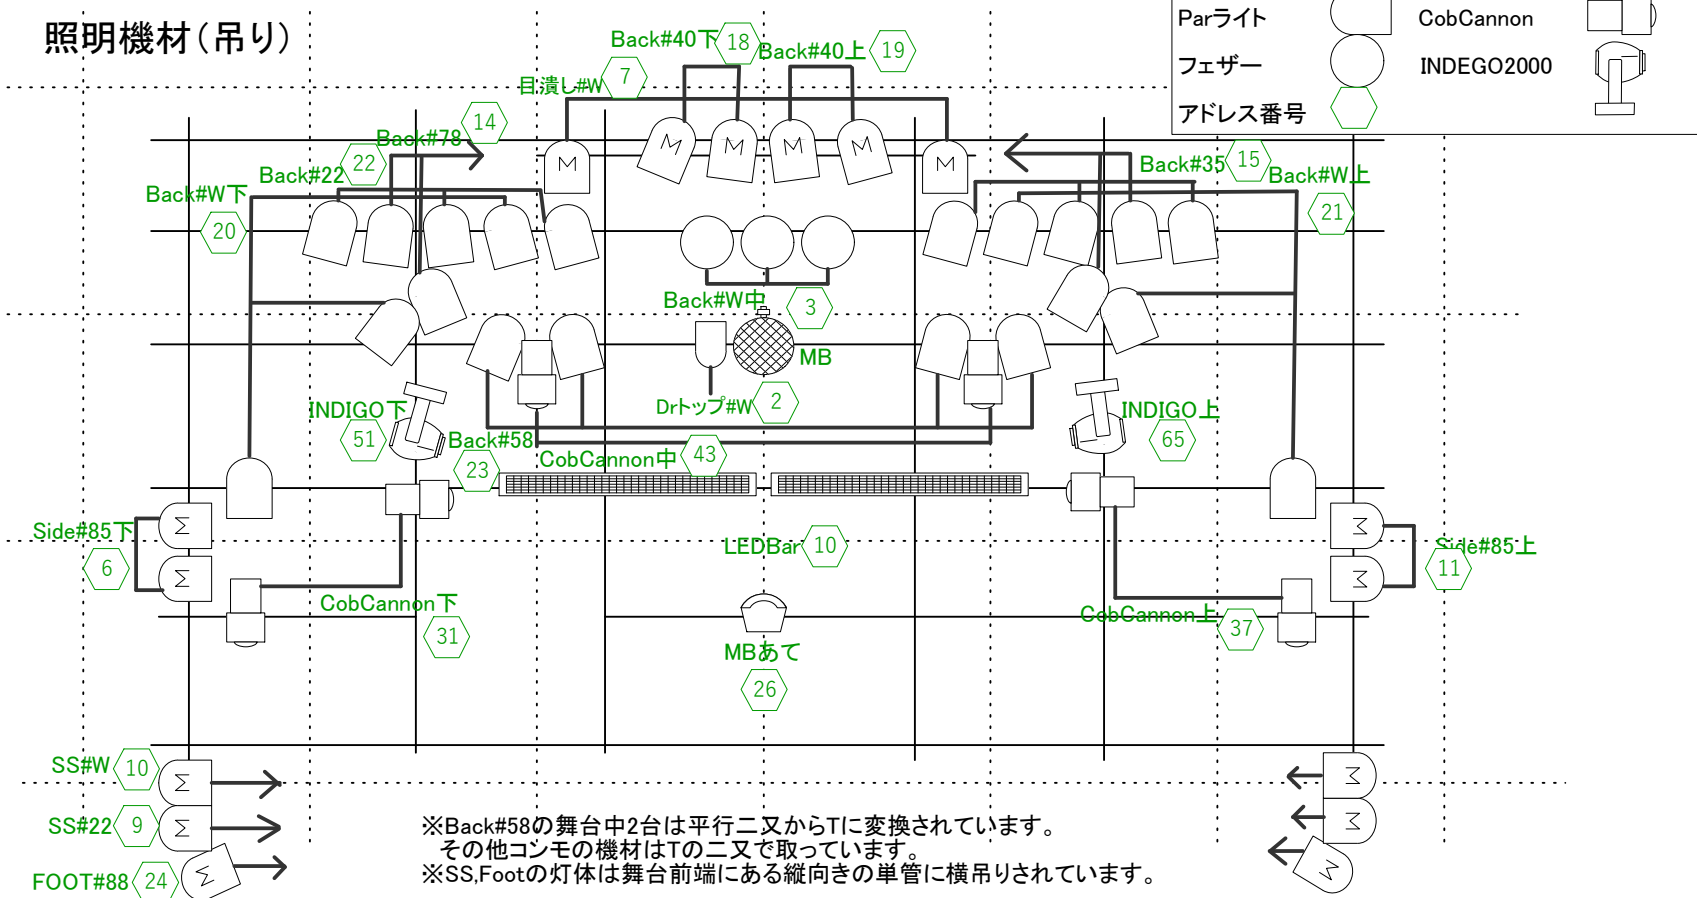 照明機材（吊り）
Parライト
CobCannon
フェザー
INDEGO2000
アドレス番号
Back#40下
18
Back#40上
19
目潰し#W
7
Back#78
14
Back#22
22
Back#W下
20
Back#35
15
Back#W上
21
M
M
M
M
M
M
Back#W中
3
MB
Drトップ#W
2
INDIGO下
51
INDIGO上
65
Back#58
23
CobCannon中
43
Side#85下
6
M
M
LEDBar
10
Side#85上
11
M
M
CobCannon下
31
CobCannon上
37
MBあて
26
SS#W
10
M
M
SS#22
9
M
M
FOOT#88
24
M
M
※Back#58の舞台中2台は平行二又からTに変換されています。
その他コンモの機材はTの二又で取っています。
※SS,Footの灯体は舞台前端にある縦向きの単管に横吊りされています。